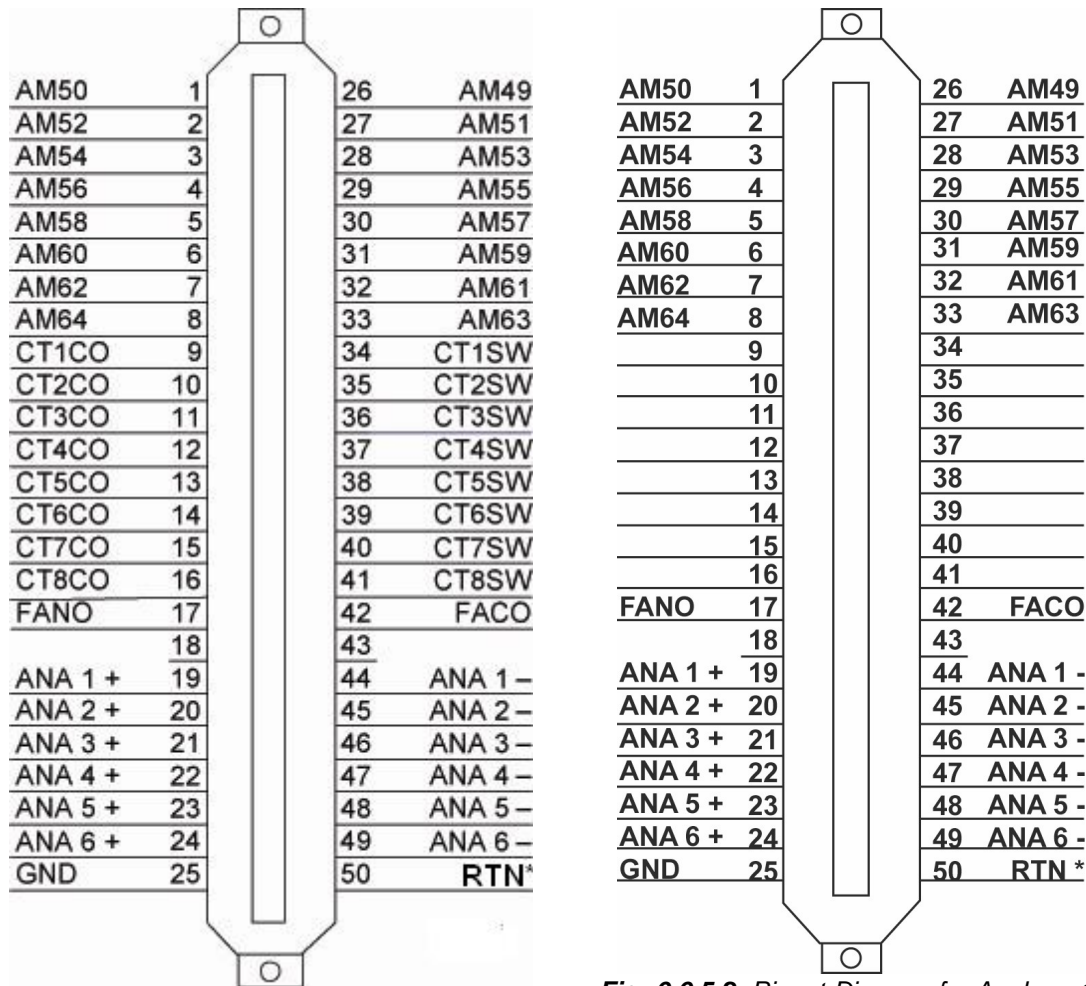 AM50 1 26 AM49
AM52 2 27 AM51
AM54 3 28 AM53
AM56 4 29 AM55
AM58 5 30 AM57
AM60 6 31 AM59
AM62 7 32 AM61
AM64 8 33 AM63
CT1CO 9 34 CT1SW
CT2CO 10 35 CT2SW
CT3CO 11 36 CT3SW
CT4CO 12 37 CT4SW
CT5CO 13 38 CT5SW
CT6CO 14 39 CT6SW
CT7CO 15 40 CT7SW
CT8CO 16 41 CT8SW
FANO 17 42 FACO
18 43
ANA 1 + 19 44 ANA 1 –
ANA 2 + 20 45 ANA 2 –
ANA 3 + 21 46 ANA 3 –
ANA 4 + 22 47 ANA 4 –
ANA 5 + 23 48 ANA 5 –
ANA 6 + 24 49 ANA 6 –
GND 25 50 RTN*
AM50 1 26 AM49
AM52 2 27 AM51
AM54 3 28 AM53
AM56 4 29 AM55
AM58 5 30 AM57
AM60 6 31 AM59
AM62 7 32 AM61
AM64 8 33 AM63
9 34
10 35
11 36
12 37
13 38
14 39
15 40
16 41
FANO 17 42 FACO
18 43
ANA 1 + 19 44 ANA 1 -
ANA 2 + 20 45 ANA 2 -
ANA 3 + 21 46 ANA 3 -
ANA 4 + 22 47 ANA 4 -
ANA 5 + 23 48 ANA 5 -
ANA 6 + 24 49 ANA 6 -
GND 25 50 RTN *